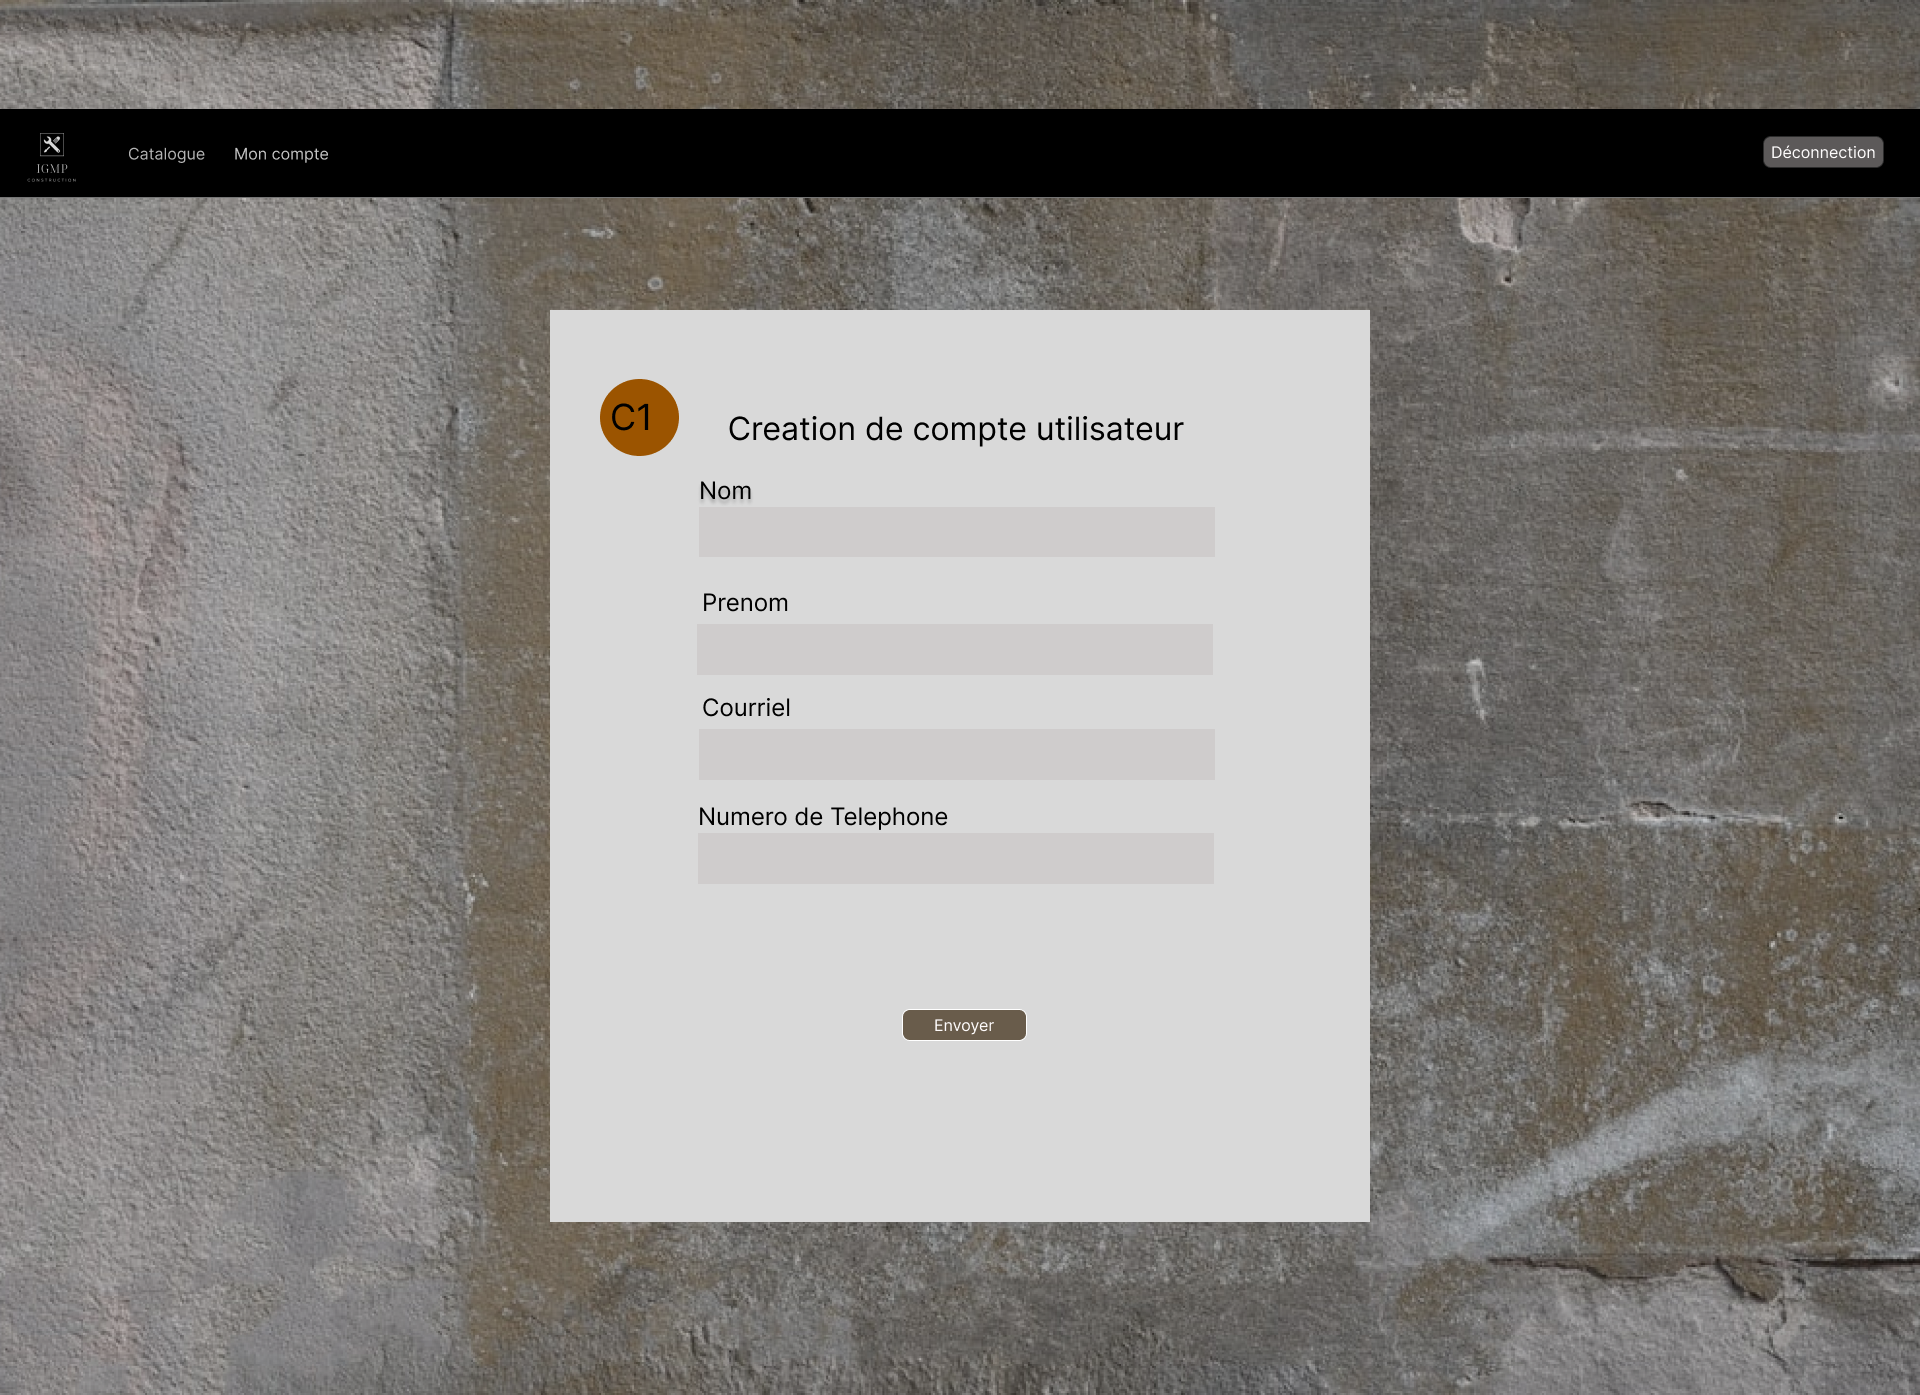 IGMP
CONSTRUCTION
Catalogue
Mon compte
Déconnection
C1
Creation de compte utilisateur
Nom
Prenom
Courriel
Numero de Telephone
Envoyer